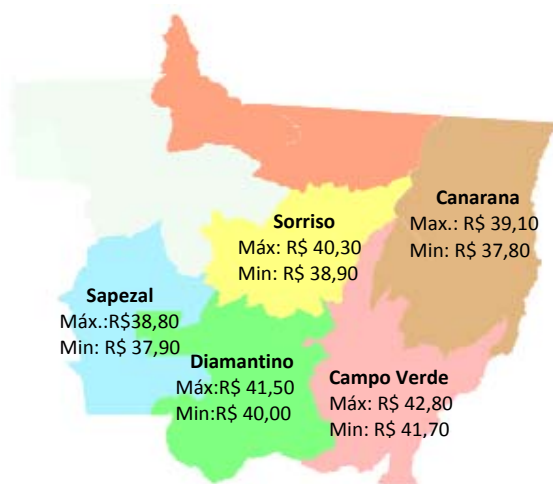 Canarana
Max.: R$ 39,10
Min: R$ 37,80
Sorriso
Máx: R$ 40,30
Min: R$ 38,90
Sapezal
Máx.:R$38,80
Min: R$ 37,90
Diamantino
Máx:R$ 41,50
Min:R$ 40,00
Campo Verde
Máx: R$ 42,80
Min: R$ 41,70